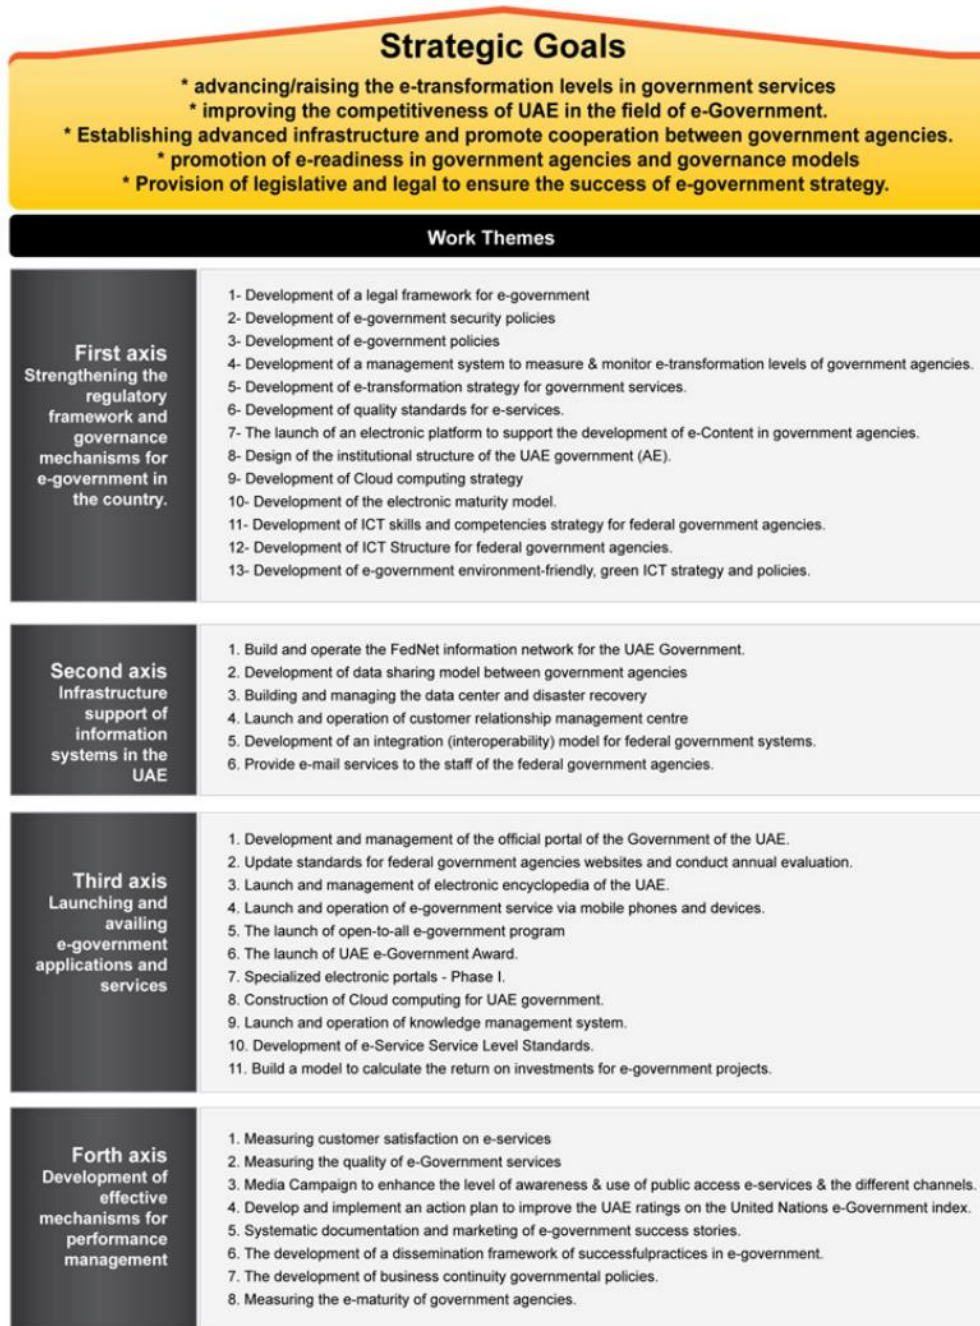 Strategic Goals
* advancing/raising the e-transformation levels in government services
* improving the competitiveness of UAE in the field of e-Government.
* Establishing advanced infrastructure and promote cooperation between government agencies.
* promotion of e-readiness in government agencies and governance models
* Provision of legislative and legal to ensure the success of e-government strategy.
Work Themes
First axis
Strengthening the
regulatory
framework and
governance
mechanisms for
e-government in
the country.
1- Development of a legal framework for e-government
2- Development of e-government security policies
3- Development of e-government policies
4- Development of a management system to measure & monitor e-transformation levels of government agencies.
5- Development of e-transformation strategy for government services.
6- Development of quality standards for e-services.
7- The launch of an electronic platform to support the development of e-Content in government agencies.
8- Design of the institutional structure of the UAE government (AE).
9- Development of Cloud computing strategy
10- Development of the electronic maturity model.
11- Development of ICT skills and competencies strategy for federal government agencies.
12- Development of ICT Structure for federal government agencies.
13- Development of e-government environment-friendly, green ICT strategy and policies.
Second axis
Infrastructure
support of
information
systems in the
UAE
1. Build and operate the FedNet information network for the UAE Government.
2. Development of data sharing model between government agencies
3. Building and managing the data center and disaster recovery
4. Launch and operation of customer relationship management centre
5. Development of an integration (interoperability) model for federal government systems.
6. Provide e-mail services to the staff of the federal government agencies.
Third axis
Launching and
availing
e-government
applications and
services
1. Development and management of the official portal of the Government of the UAE.
2. Update standards for federal government agencies websites and conduct annual evaluation.
3. Launch and management of electronic encyclopedia of the UAE.
4. Launch and operation of e-government service via mobile phones and devices.
5. The launch of open-to-all e-government program
6. The launch of UAE e-Government Award.
7. Specialized electronic portals - Phase I.
8. Construction of Cloud computing for UAE government.
9. Launch and operation of knowledge management system.
10. Development of e-Service Service Level Standards.
11. Build a model to calculate the return on investments for e-government projects.
Forth axis
Development of
effective
mechanisms for
performance
management
1. Measuring customer satisfaction on e-services
2. Measuring the quality of e-Government services
3. Media Campaign to enhance the level of awareness & use of public access e-services & the different channels.
4. Develop and implement an action plan to improve the UAE ratings on the United Nations e-Government index.
5. Systematic documentation and marketing of e-government success stories.
6. The development of a dissemination framework of successfulpractices in e-government.
7. The development of business continuity governmental policies.
8. Measuring the e-maturity of government agencies.